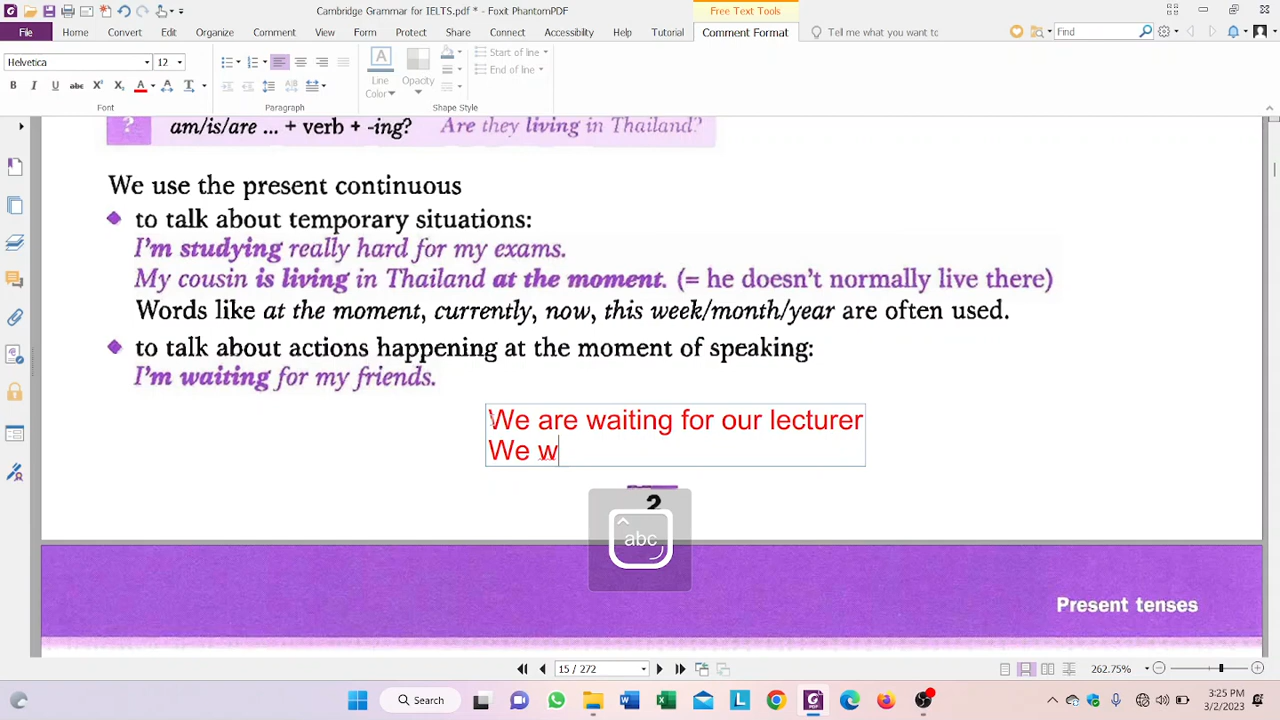 Cambridge Grammar for IELTS.pdf - Foxit PhantomPDF
Free Text Tools
File Home Convert Edit Organize Comment View Form Protect Share Connect Accessibility Help Tutorial Comment Format Tell me what you want to do Find
Helvetica 12
Start of line
End of line
B I U abc X² X₂ A T
Line Color
Opacity
Font Paragraph Shape Style
? am/is/are ... + verb + -ing? Are they living in Thailand?
We use the present continuous
to talk about temporary situations:
I'm studying really hard for my exams.
My cousin is living in Thailand at the moment. (= he doesn't normally live there)
Words like at the moment, currently, now, this week/month/year are often used.
to talk about actions happening at the moment of speaking:
I'm waiting for my friends.
We are waiting for our lecturer
We w
2
abc
Present tenses
15 / 272
262.75%
Search
3:25 PM
3/2/2023